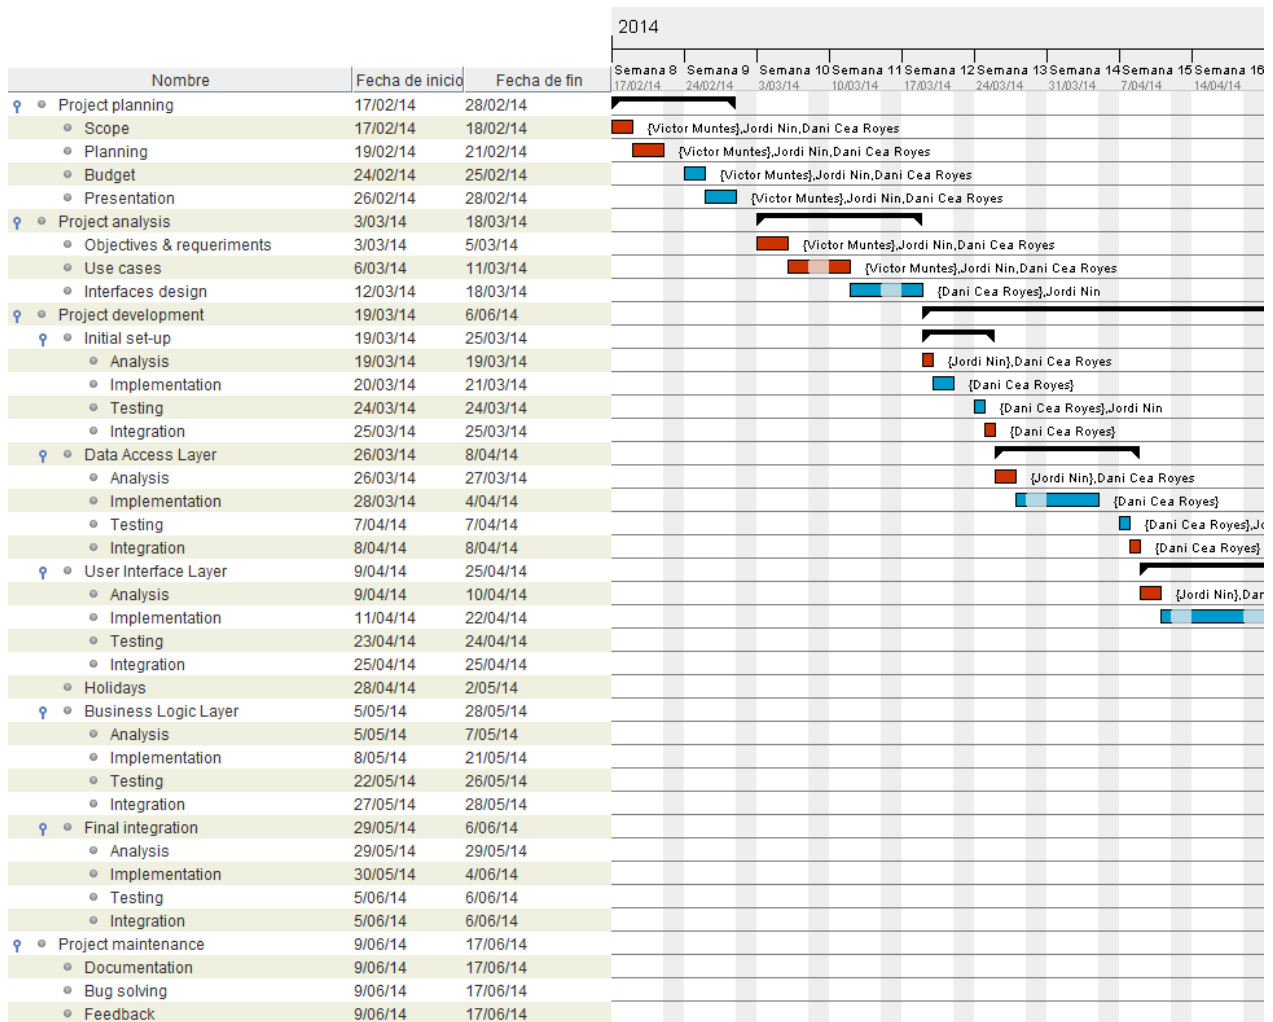 2014
Semana 8 Semana 9 Semana 10 Semana 11 Semana 12 Semana 13 Semana 14 Semana 15 Semana 16
Nombre Fecha de inicio Fecha de fin 17/02/14 24/02/14 3/03/14 10/03/14 17/03/14 24/03/14 31/03/14 7/04/14 14/04/14
Project planning 17/02/14 28/02/14
Scope 17/02/14 18/02/14 {Victor Muntes},Jordi Nin,Dani Cea Royes
Planning 19/02/14 21/02/14 {Victor Muntes},Jordi Nin,Dani Cea Royes
Budget 24/02/14 25/02/14 {Victor Muntes},Jordi Nin,Dani Cea Royes
Presentation 26/02/14 28/02/14 {Victor Muntes},Jordi Nin,Dani Cea Royes
Project analysis 3/03/14 18/03/14
Objectives & requeriments 3/03/14 5/03/14 {Victor Muntes},Jordi Nin,Dani Cea Royes
Use cases 6/03/14 11/03/14 {Victor Muntes},Jordi Nin,Dani Cea Royes
Interfaces design 12/03/14 18/03/14 {Dani Cea Royes},Jordi Nin
Project development 19/03/14 6/06/14
Initial set-up 19/03/14 25/03/14
Analysis 19/03/14 19/03/14 {Jordi Nin},Dani Cea Royes
Implementation 20/03/14 21/03/14 {Dani Cea Royes}
Testing 24/03/14 24/03/14 {Dani Cea Royes},Jordi Nin
Integration 25/03/14 25/03/14 {Dani Cea Royes}
Data Access Layer 26/03/14 8/04/14
Analysis 26/03/14 27/03/14 {Jordi Nin},Dani Cea Royes
Implementation 28/03/14 4/04/14 {Dani Cea Royes}
Testing 7/04/14 7/04/14 {Dani Cea Royes},Jo
Integration 8/04/14 8/04/14 {Dani Cea Royes}
User Interface Layer 9/04/14 25/04/14
Analysis 9/04/14 10/04/14 {Jordi Nin},Dan
Implementation 11/04/14 22/04/14
Testing 23/04/14 24/04/14
Integration 25/04/14 25/04/14
Holidays 28/04/14 2/05/14
Business Logic Layer 5/05/14 28/05/14
Analysis 5/05/14 7/05/14
Implementation 8/05/14 21/05/14
Testing 22/05/14 26/05/14
Integration 27/05/14 28/05/14
Final integration 29/05/14 6/06/14
Analysis 29/05/14 29/05/14
Implementation 30/05/14 4/06/14
Testing 5/06/14 6/06/14
Integration 5/06/14 6/06/14
Project maintenance 9/06/14 17/06/14
Documentation 9/06/14 17/06/14
Bug solving 9/06/14 17/06/14
Feedback 9/06/14 17/06/14